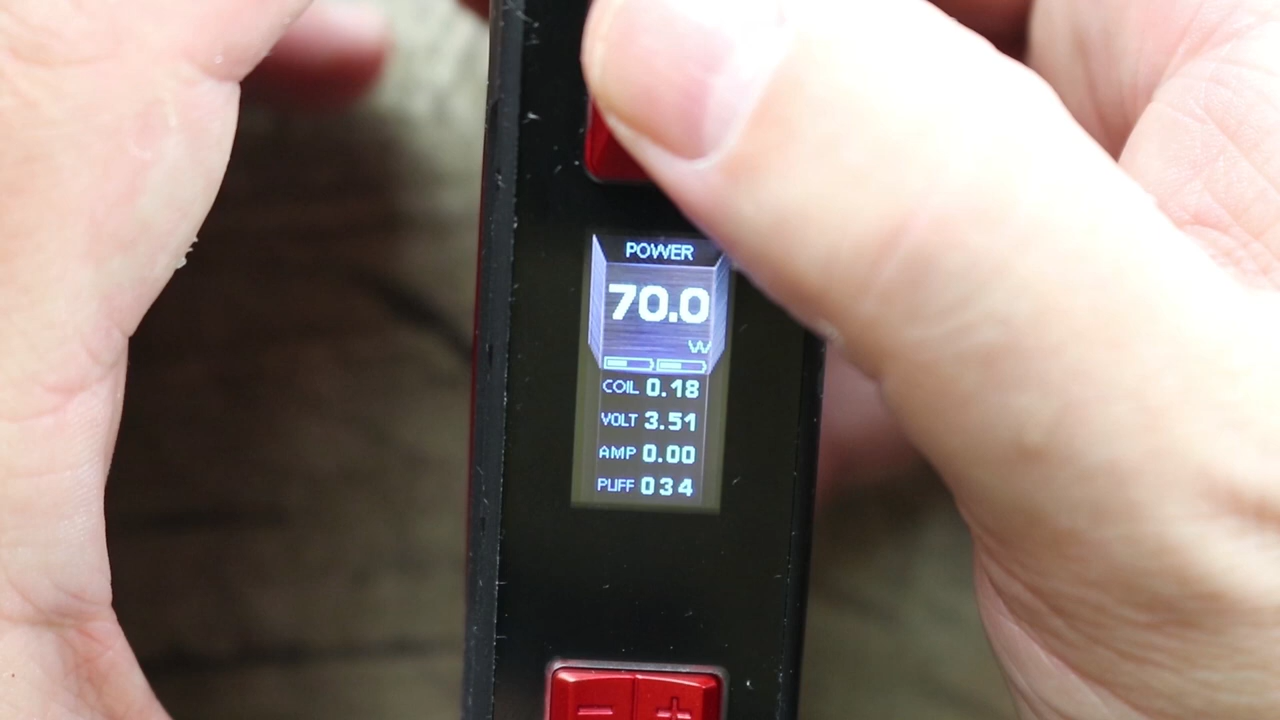 POWER
70.0
W
COIL 0.18
VOLT 3.51
AMP 0.00
PUFF 034
− +